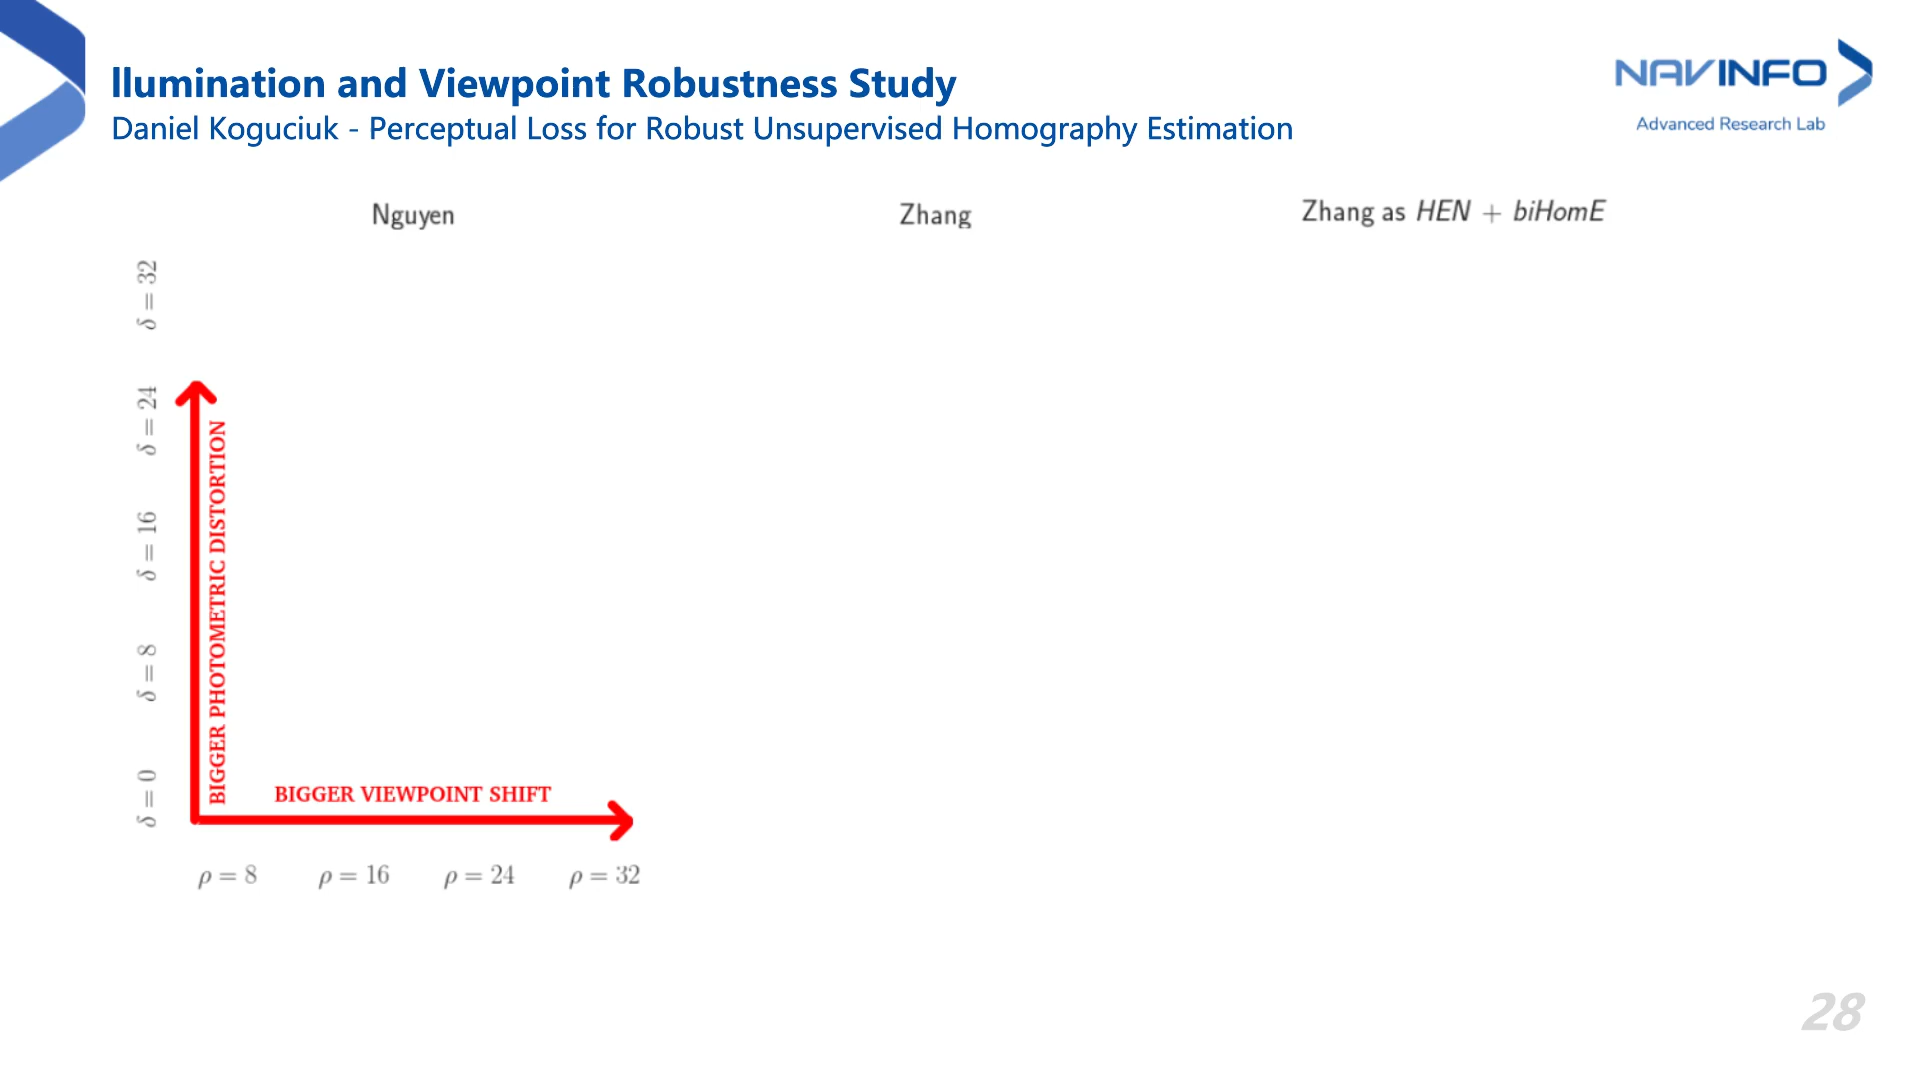 llumination and Viewpoint Robustness Study
Daniel Koguciuk - Perceptual Loss for Robust Unsupervised Homography Estimation
NAVINFO
Advanced Research Lab
Nguyen
Zhang
Zhang as HEN + biHomE
δ = 32
δ = 24
δ = 16
δ = 8
δ = 0
BIGGER PHOTOMETRIC DISTORTION
BIGGER VIEWPOINT SHIFT
ρ = 8
ρ = 16
ρ = 24
ρ = 32
28